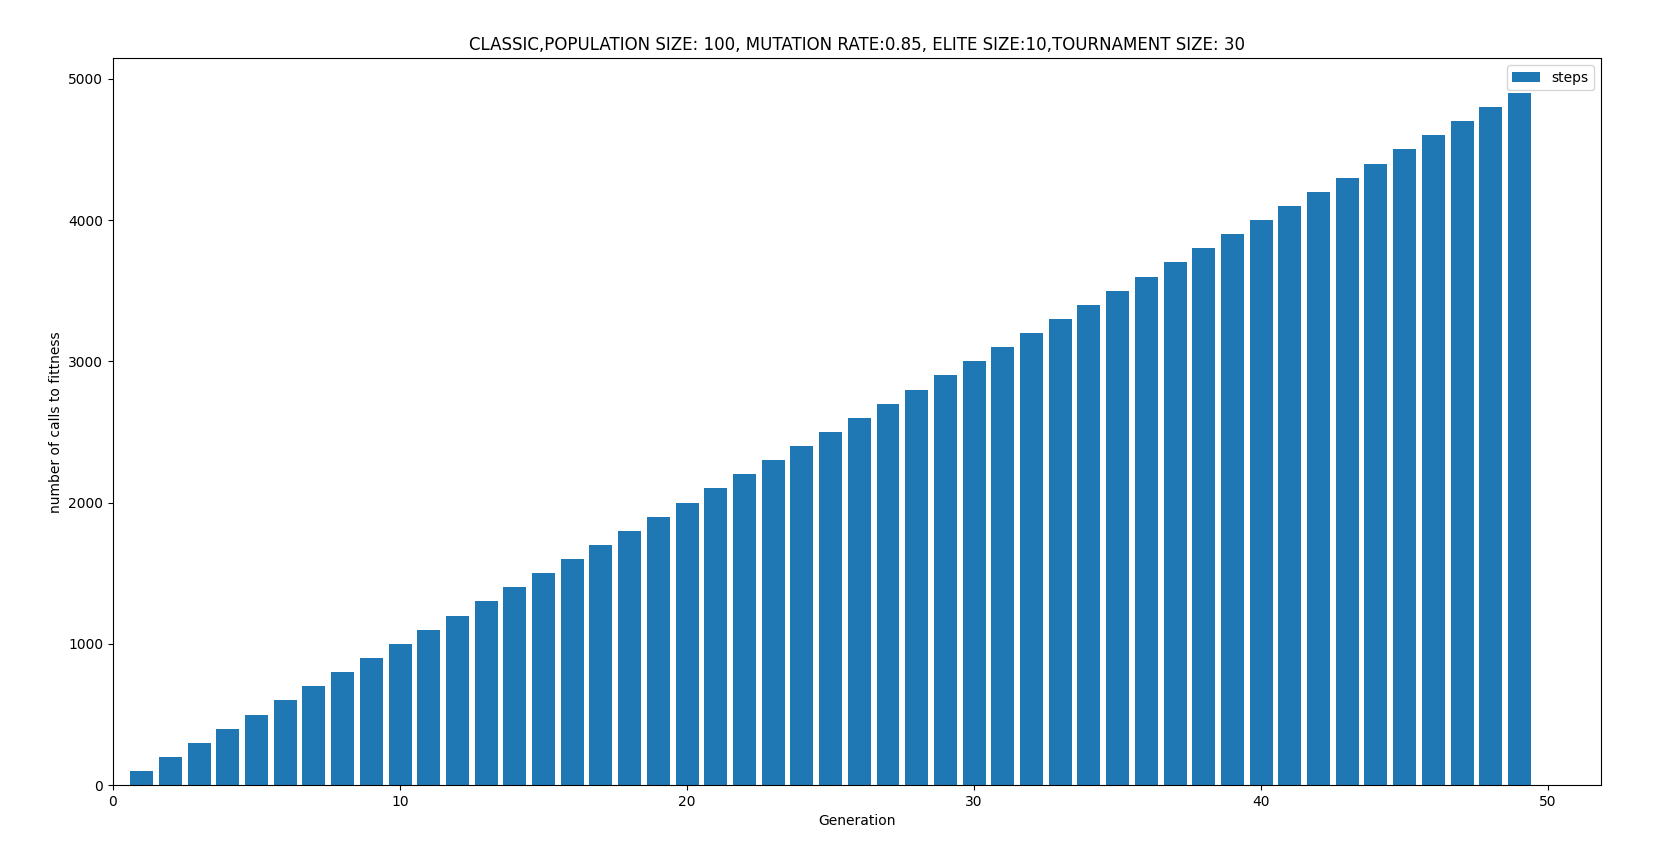 CLASSIC,POPULATION SIZE: 100, MUTATION RATE:0.85, ELITE SIZE:10,TOURNAMENT SIZE: 30
steps
5000
4000
3000
2000
1000
0
number of calls to fittness
0 10 20 30 40 50
Generation